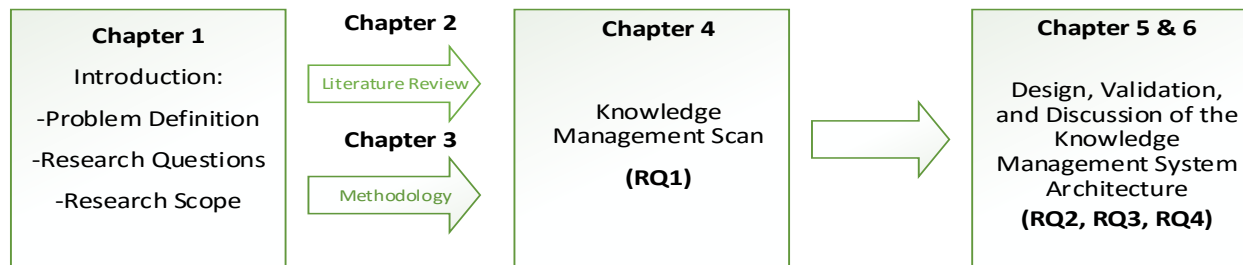 Chapter 1
Introduction:
-Problem Definition
-Research Questions
-Research Scope
Chapter 2
Literature Review
Chapter 3
Methodology
Chapter 4
Knowledge
Management Scan
(RQ1)
Chapter 5 & 6
Design, Validation,
and Discussion of the
Knowledge
Management System
Architecture
(RQ2, RQ3, RQ4)